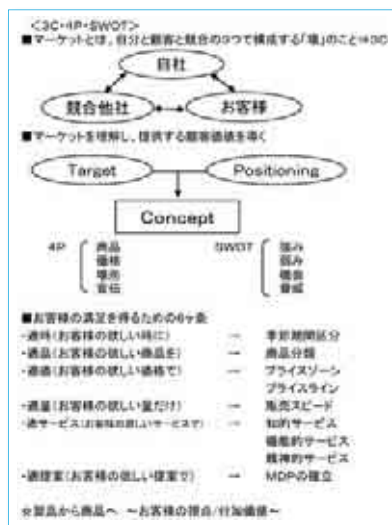 ＜3C・4P・SWOT＞
■マーケットとは、自分と顧客と競合の3つで構成する「場」のこと⇒3C
自社
競合他社
お客様
■マーケットを理解し、提供する顧客価値を導く
Target
Positioning
Concept
4P 商品 SWOT 強み
価格 弱み
場所 機会
宣伝 脅威
■お客様の満足を得るための6ヶ条
・適時(お客様の欲しい時に) → 季節期間区分
・適品(お客様の欲しい商品を) → 商品分類
・適価(お客様の欲しい価格で) → プライスゾーン
プライスライン
・適量(お客様の欲しい量だけ) → 販売スピード
・適サービス(お客様の欲しいサービスで) → 知的サービス
機能的サービス
精神的サービス
・適提案(お客様の欲しい提案で) → MDPの確立
☆製品から商品へ ～お客様の視点/付加価値～